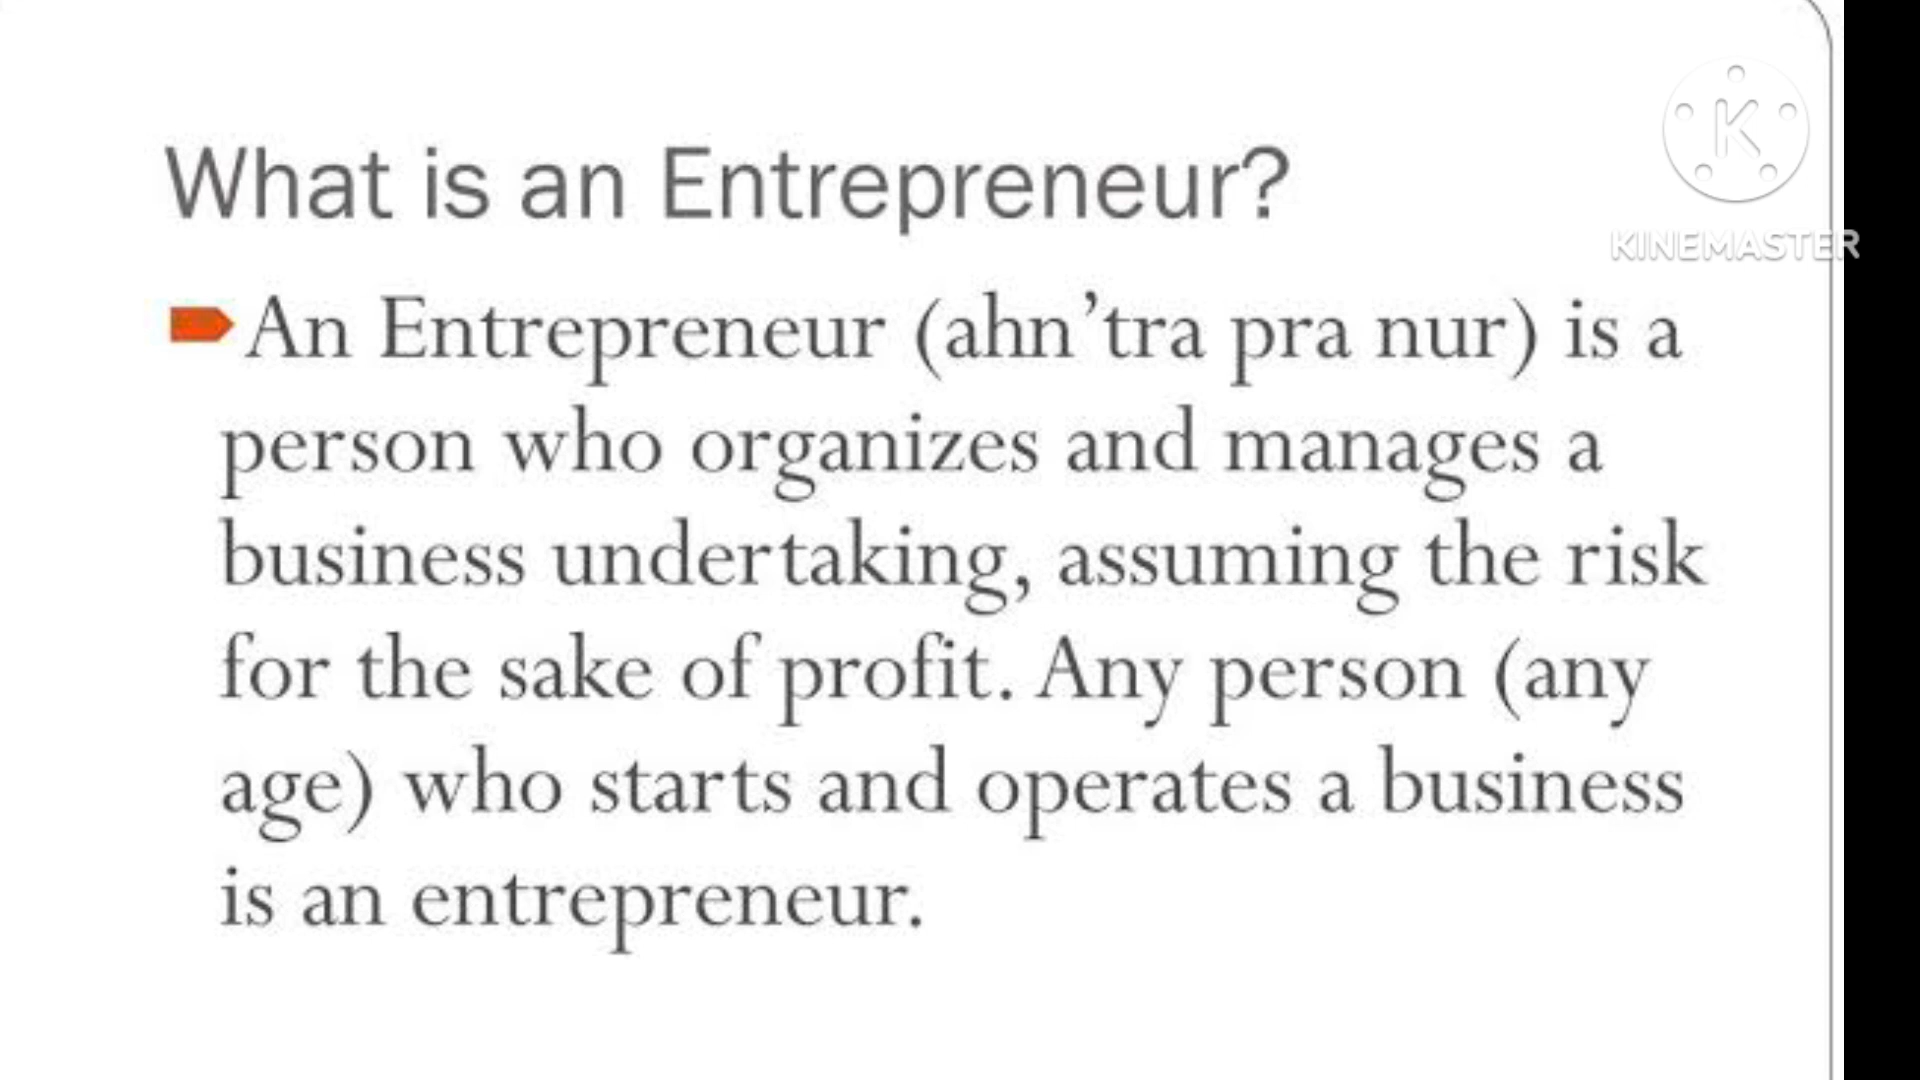 What is an Entrepreneur?
K
KINEMASTER
An Entrepreneur (ahn’tra pra nur) is a
person who organizes and manages a
business undertaking, assuming the risk
for the sake of profit. Any person (any
age) who starts and operates a business
is an entrepreneur.